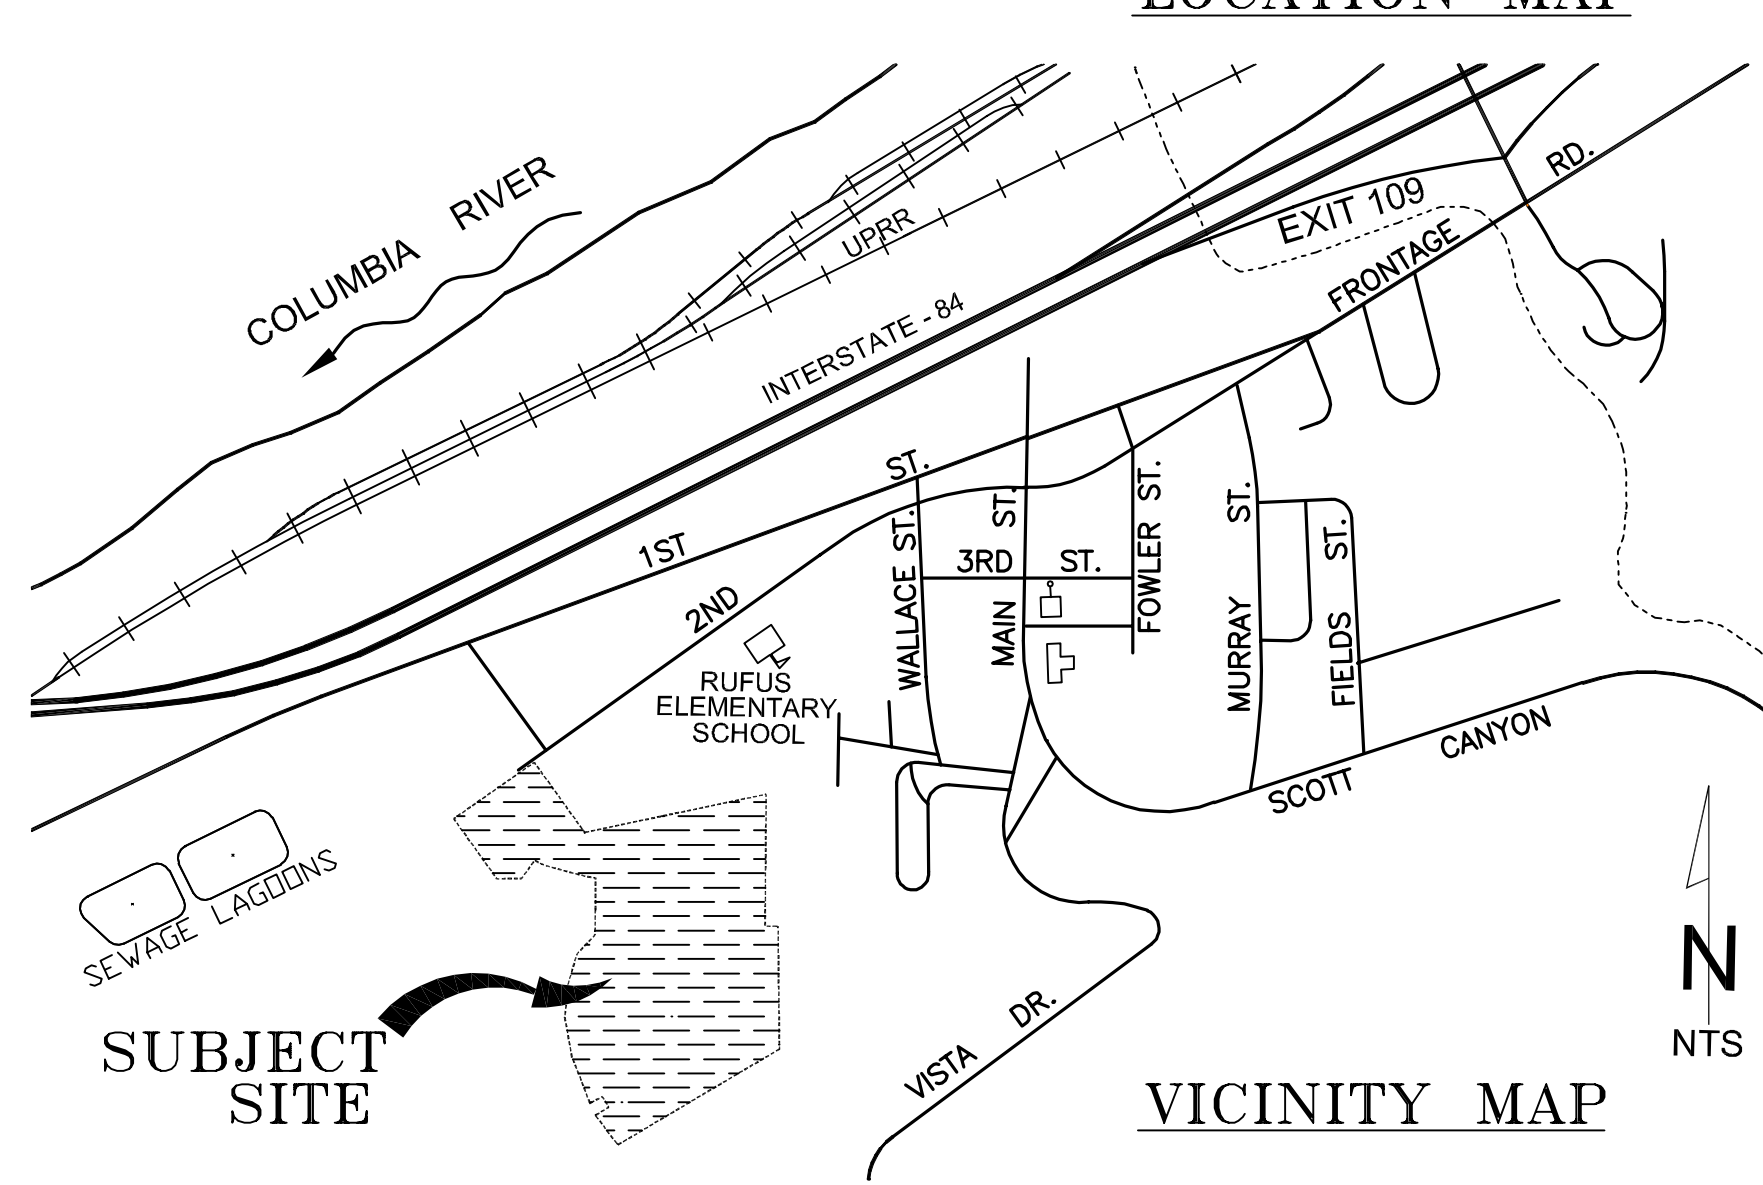 LOCATION MAP
COLUMBIA RIVER
UPRR
INTERSTATE - 84
EXIT 109
FRONTAGE RD.
1ST ST.
2ND
3RD ST.
WALLACE ST.
MAIN ST.
FOWLER ST.
MURRAY ST.
FIELDS ST.
RUFUS
ELEMENTARY
SCHOOL
SCOTT CANYON
SEWAGE LAGOONS
SUBJECT
SITE
VISTA DR.
N
NTS
VICINITY MAP